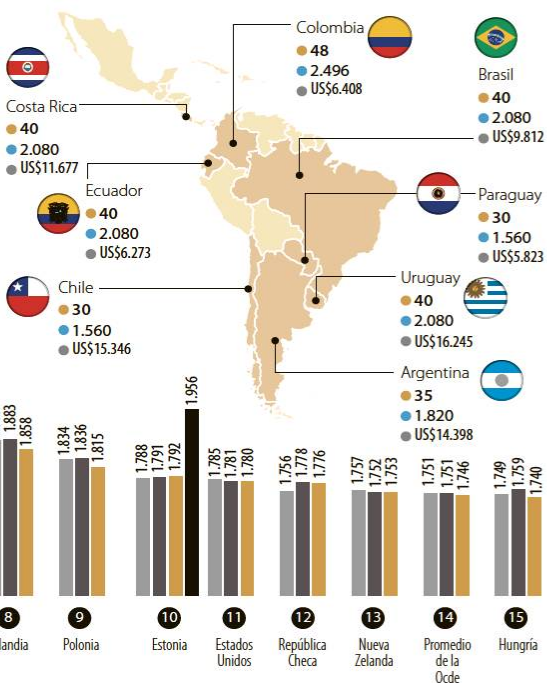 Colombia
48
2.496
US$6.408
Brasil
40
2.080
US$9.812
Costa Rica
40
2.080
US$11.677
Ecuador
40
2.080
US$6.273
Paraguay
30
1.560
US$5.823
Chile
30
1.560
US$15.346
Uruguay
40
2.080
US$16.245
Argentina
35
1.820
US$14.398
1.883
1.858
1.834
1.836
1.815
1.788
1.791
1.792
1.956
1.785
1.781
1.780
1.756
1.778
1.776
1.757
1.752
1.753
1.751
1.751
1.746
1.749
1.759
1.740
8
9
10
11
12
13
14
15
landia
Polonia
Estonia
Estados
Unidos
República
Checa
Nueva
Zelanda
Promedio
de la
Ocde
Hungría